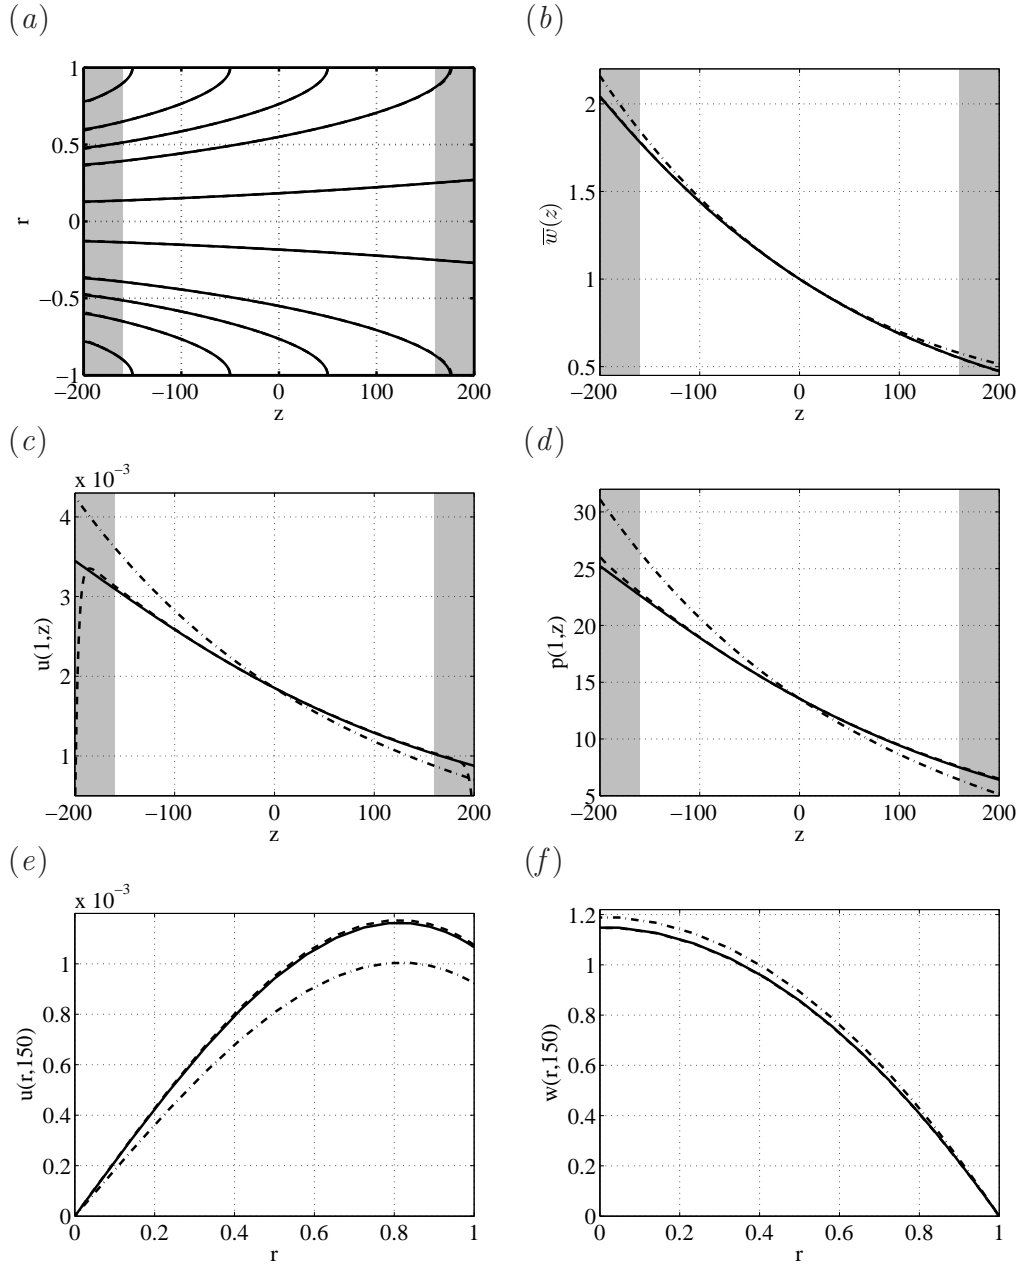 (a)
1
0.5
0
−0.5
−1
r
−200 −100 0 100 200
z
(b)
2
1.5
1
0.5
w̅(z)
−200 −100 0 100 200
z
(c)
x 10⁻³
4
3
2
1
u(1,z)
−200 −100 0 100 200
z
(d)
30
25
20
15
10
5
p(1,z)
−200 −100 0 100 200
z
(e)
x 10⁻³
1
0.8
0.6
0.4
0.2
0
u(r,150)
0 0.2 0.4 0.6 0.8 1
r
(f)
1.2
1
0.8
0.6
0.4
0.2
0
w(r,150)
0 0.2 0.4 0.6 0.8 1
r